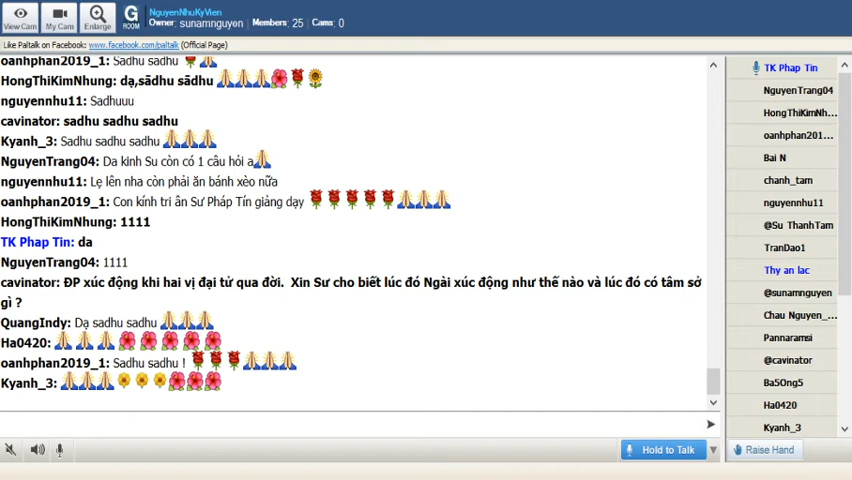 View Cam
My Cam
Enlarge
G
ROOM
NguyenNhuKyVien
Owner: sunamnguyen Members: 25 Cams: 0
Like Paltalk on Facebook: www.facebook.com/paltalk (Official Page)
oanhphan2019_1: Sadhu sadhu
HongThiKimNhung: dạ,sādhu sādhu
nguyennhu11: Sadhuuu
cavinator: sadhu sadhu sadhu
Kyanh_3: Sadhu sadhu sadhu
NguyenTrang04: Da kinh Su còn có 1 câu hỏi a
nguyennhu11: Lẹ lên nha còn phải ăn bánh xèo nữa
oanhphan2019_1: Con kính tri ân Sư Pháp Tín giảng dạy
HongThiKimNhung: 1111
TK Phap Tin: da
NguyenTrang04: 1111
cavinator: ĐP xúc động khi hai vị đại tử qua đời. Xin Sư cho biết lúc đó Ngài xúc động như thế nào và lúc đó có tâm sở
gì ?
QuangIndy: Dạ sadhu sadhu
Ha0420:
oanhphan2019_1: Sadhu sadhu !
Kyanh_3:
TK Phap Tin
NguyenTrang04
HongThiKimNh...
oanhphan201...
Bai N
chanh_tam
nguyennhu11
@Su ThanhTam
TranDao1
Thy an lac
@sunamnguyen
Chau Nguyen_...
Pannaramsi
@cavinator
Ba5Ong5
Ha0420
Kyanh_3
Hold to Talk
Raise Hand